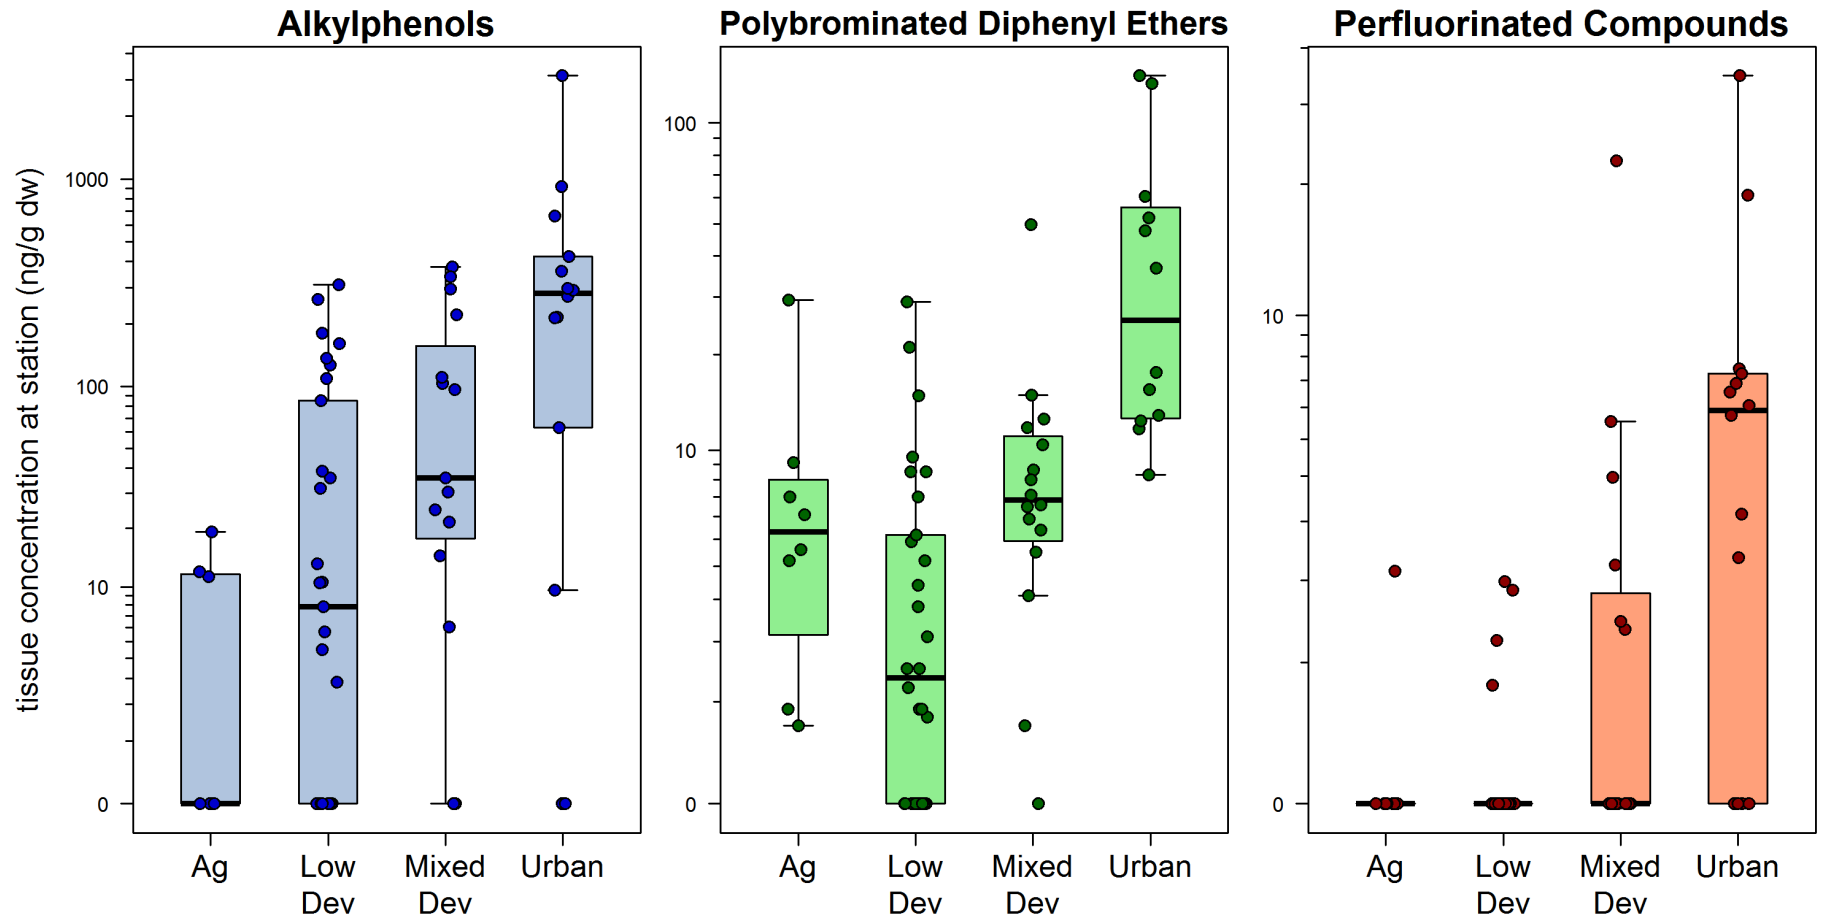 Alkylphenols
Polybrominated Diphenyl Ethers
Perfluorinated Compounds
tissue concentration at station (ng/g dw)
1000
100
10
0
Ag
Low
Dev
Mixed
Dev
Urban
100
10
0
Ag
Low
Dev
Mixed
Dev
Urban
10
0
Ag
Low
Dev
Mixed
Dev
Urban